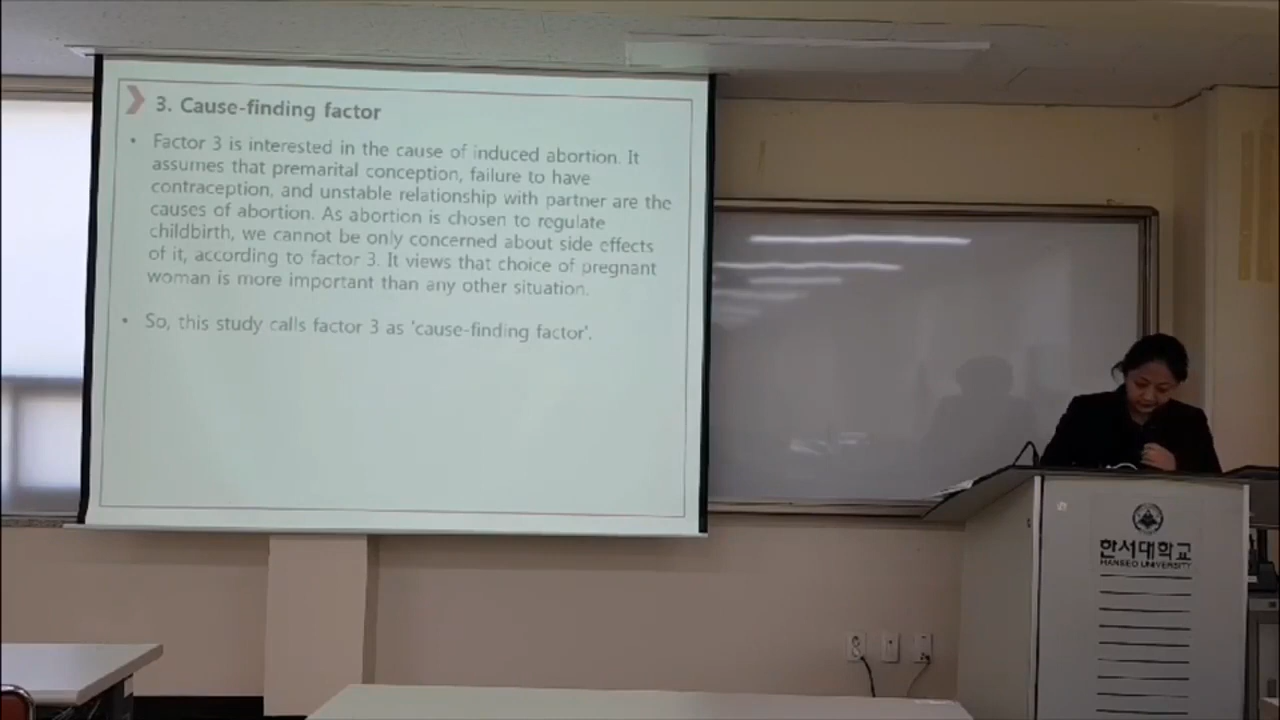 3. Cause-finding factor
• Factor 3 is interested in the cause of induced abortion. It
assumes that premarital conception, failure to have
contraception, and unstable relationship with partner are the
causes of abortion. As abortion is chosen to regulate
childbirth, we cannot be only concerned about side effects
of it, according to factor 3. It views that choice of pregnant
woman is more important than any other situation.
• So, this study calls factor 3 as 'cause-finding factor'.
한서대학교
HANSEO UNIVERSITY